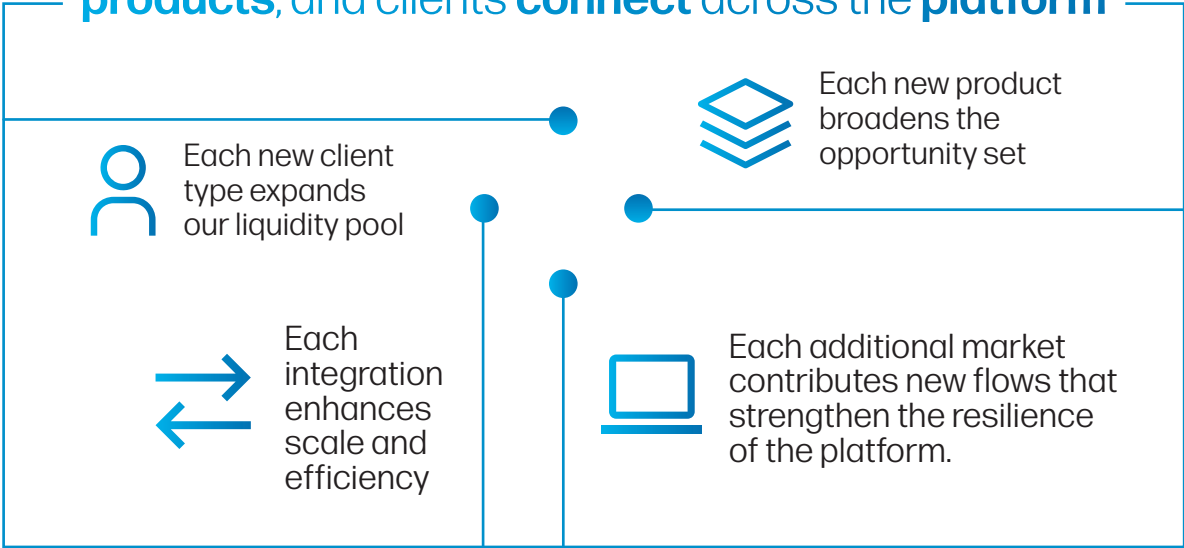 products, and clients connect across the platform
Each new product
broadens the
opportunity set
Each new client
type expands
our liquidity pool
Each
integration
enhances
scale and
efficiency
Each additional market
contributes new flows that
strengthen the resilience
of the platform.